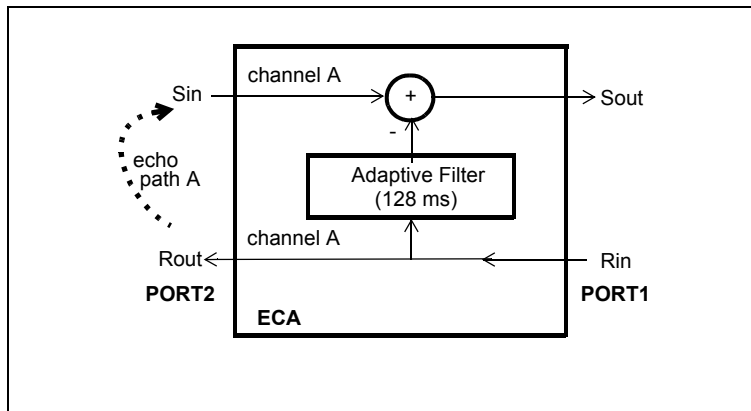 channel A
Sin
+
Sout
-
echo
path A
Adaptive Filter
(128 ms)
channel A
Rout
Rin
PORT2
PORT1
ECA